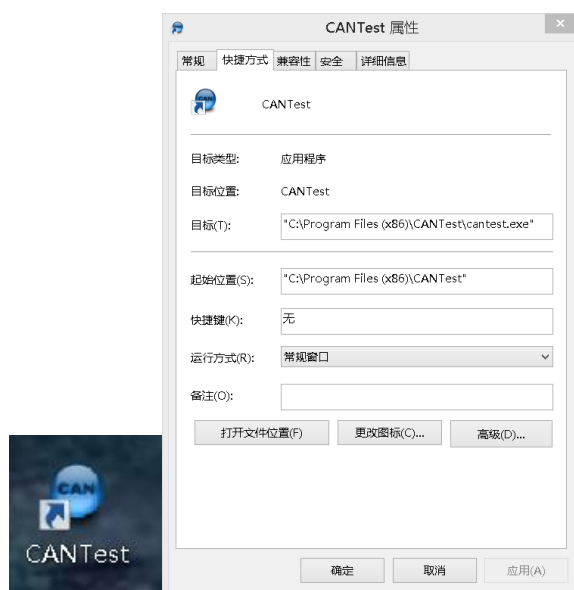 CANTest 属性
×
常规 快捷方式 兼容性 安全 详细信息
CAN
CANTest
目标类型: 应用程序
目标位置: CANTest
目标(T): "C:\Program Files (x86)\CANTest\cantest.exe"
起始位置(S): "C:\Program Files (x86)\CANTest"
快捷键(K): 无
运行方式(R): 常规窗口
备注(O):
打开文件位置(F) 更改图标(C)... 高级(D)...
CAN
CANTest
确定 取消 应用(A)